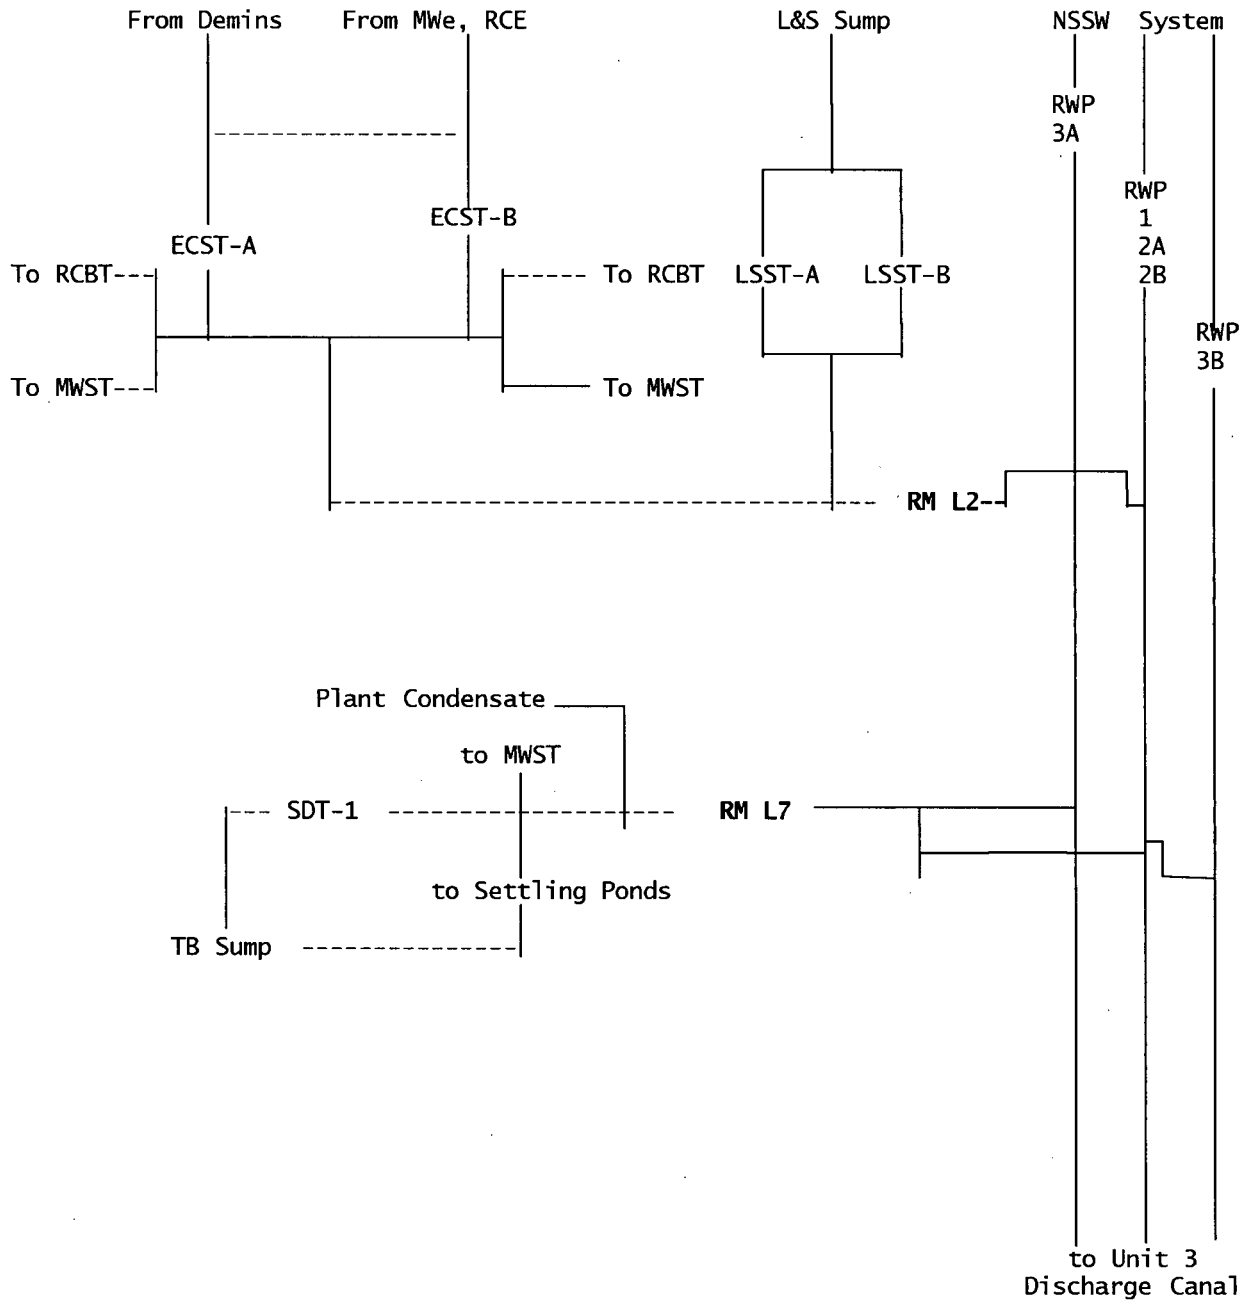 From Demins From MWe, RCE L&S Sump NSSW System
RWP
3A
RWP
ECST-B 1
ECST-A 2A
To RCBT To RCBT LSST-A LSST-B 2B
RWP
3B
To MWST To MWST
RM L2
Plant Condensate
to MWST
SDT-1 RM L7
to Settling Ponds
TB Sump
to Unit 3
Discharge Canal